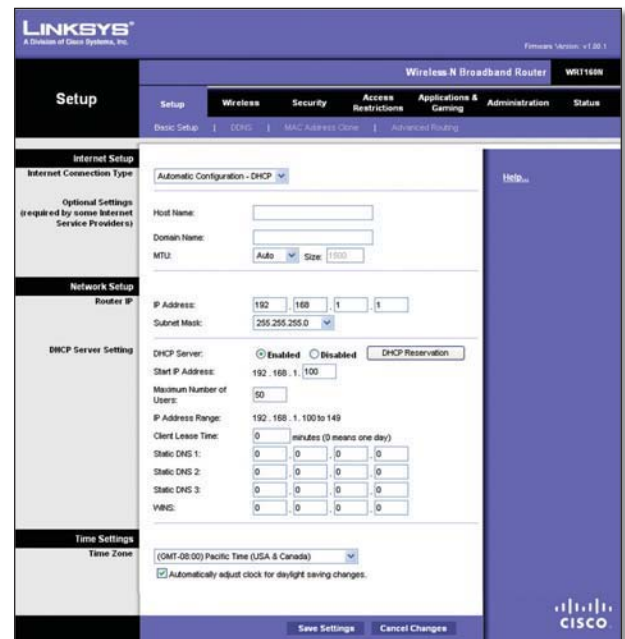 LINKSYS®
A Division of Cisco Systems, Inc.
Firmware Version: v1.00.1
Wireless-N Broadband Router WRT160N
Setup
Setup Wireless Security Access Restrictions Applications & Gaming Administration Status
Basic Setup | DDNS | MAC Address Clone | Advanced Routing
Internet Setup
Internet Connection Type
Automatic Configuration - DHCP
Help...
Optional Settings
(required by some Internet
Service Providers)
Host Name:
Domain Name:
MTU: Auto Size: 1500
Network Setup
Router IP
IP Address: 192 . 168 . 1 . 1
Subnet Mask: 255.255.255.0
DHCP Server Setting
DHCP Server: Enabled Disabled DHCP Reservation
Start IP Address: 192 . 168 . 1. 100
Maximum Number of
Users: 50
IP Address Range: 192 . 168 . 1 . 100 to 149
Client Lease Time: 0 minutes (0 means one day)
Static DNS 1: 0 . 0 . 0 . 0
Static DNS 2: 0 . 0 . 0 . 0
Static DNS 3: 0 . 0 . 0 . 0
WINS: 0 . 0 . 0 . 0
Time Settings
Time Zone
(GMT-08:00) Pacific Time (USA & Canada)
Automatically adjust clock for daylight saving changes.
Save Settings Cancel Changes
CISCO